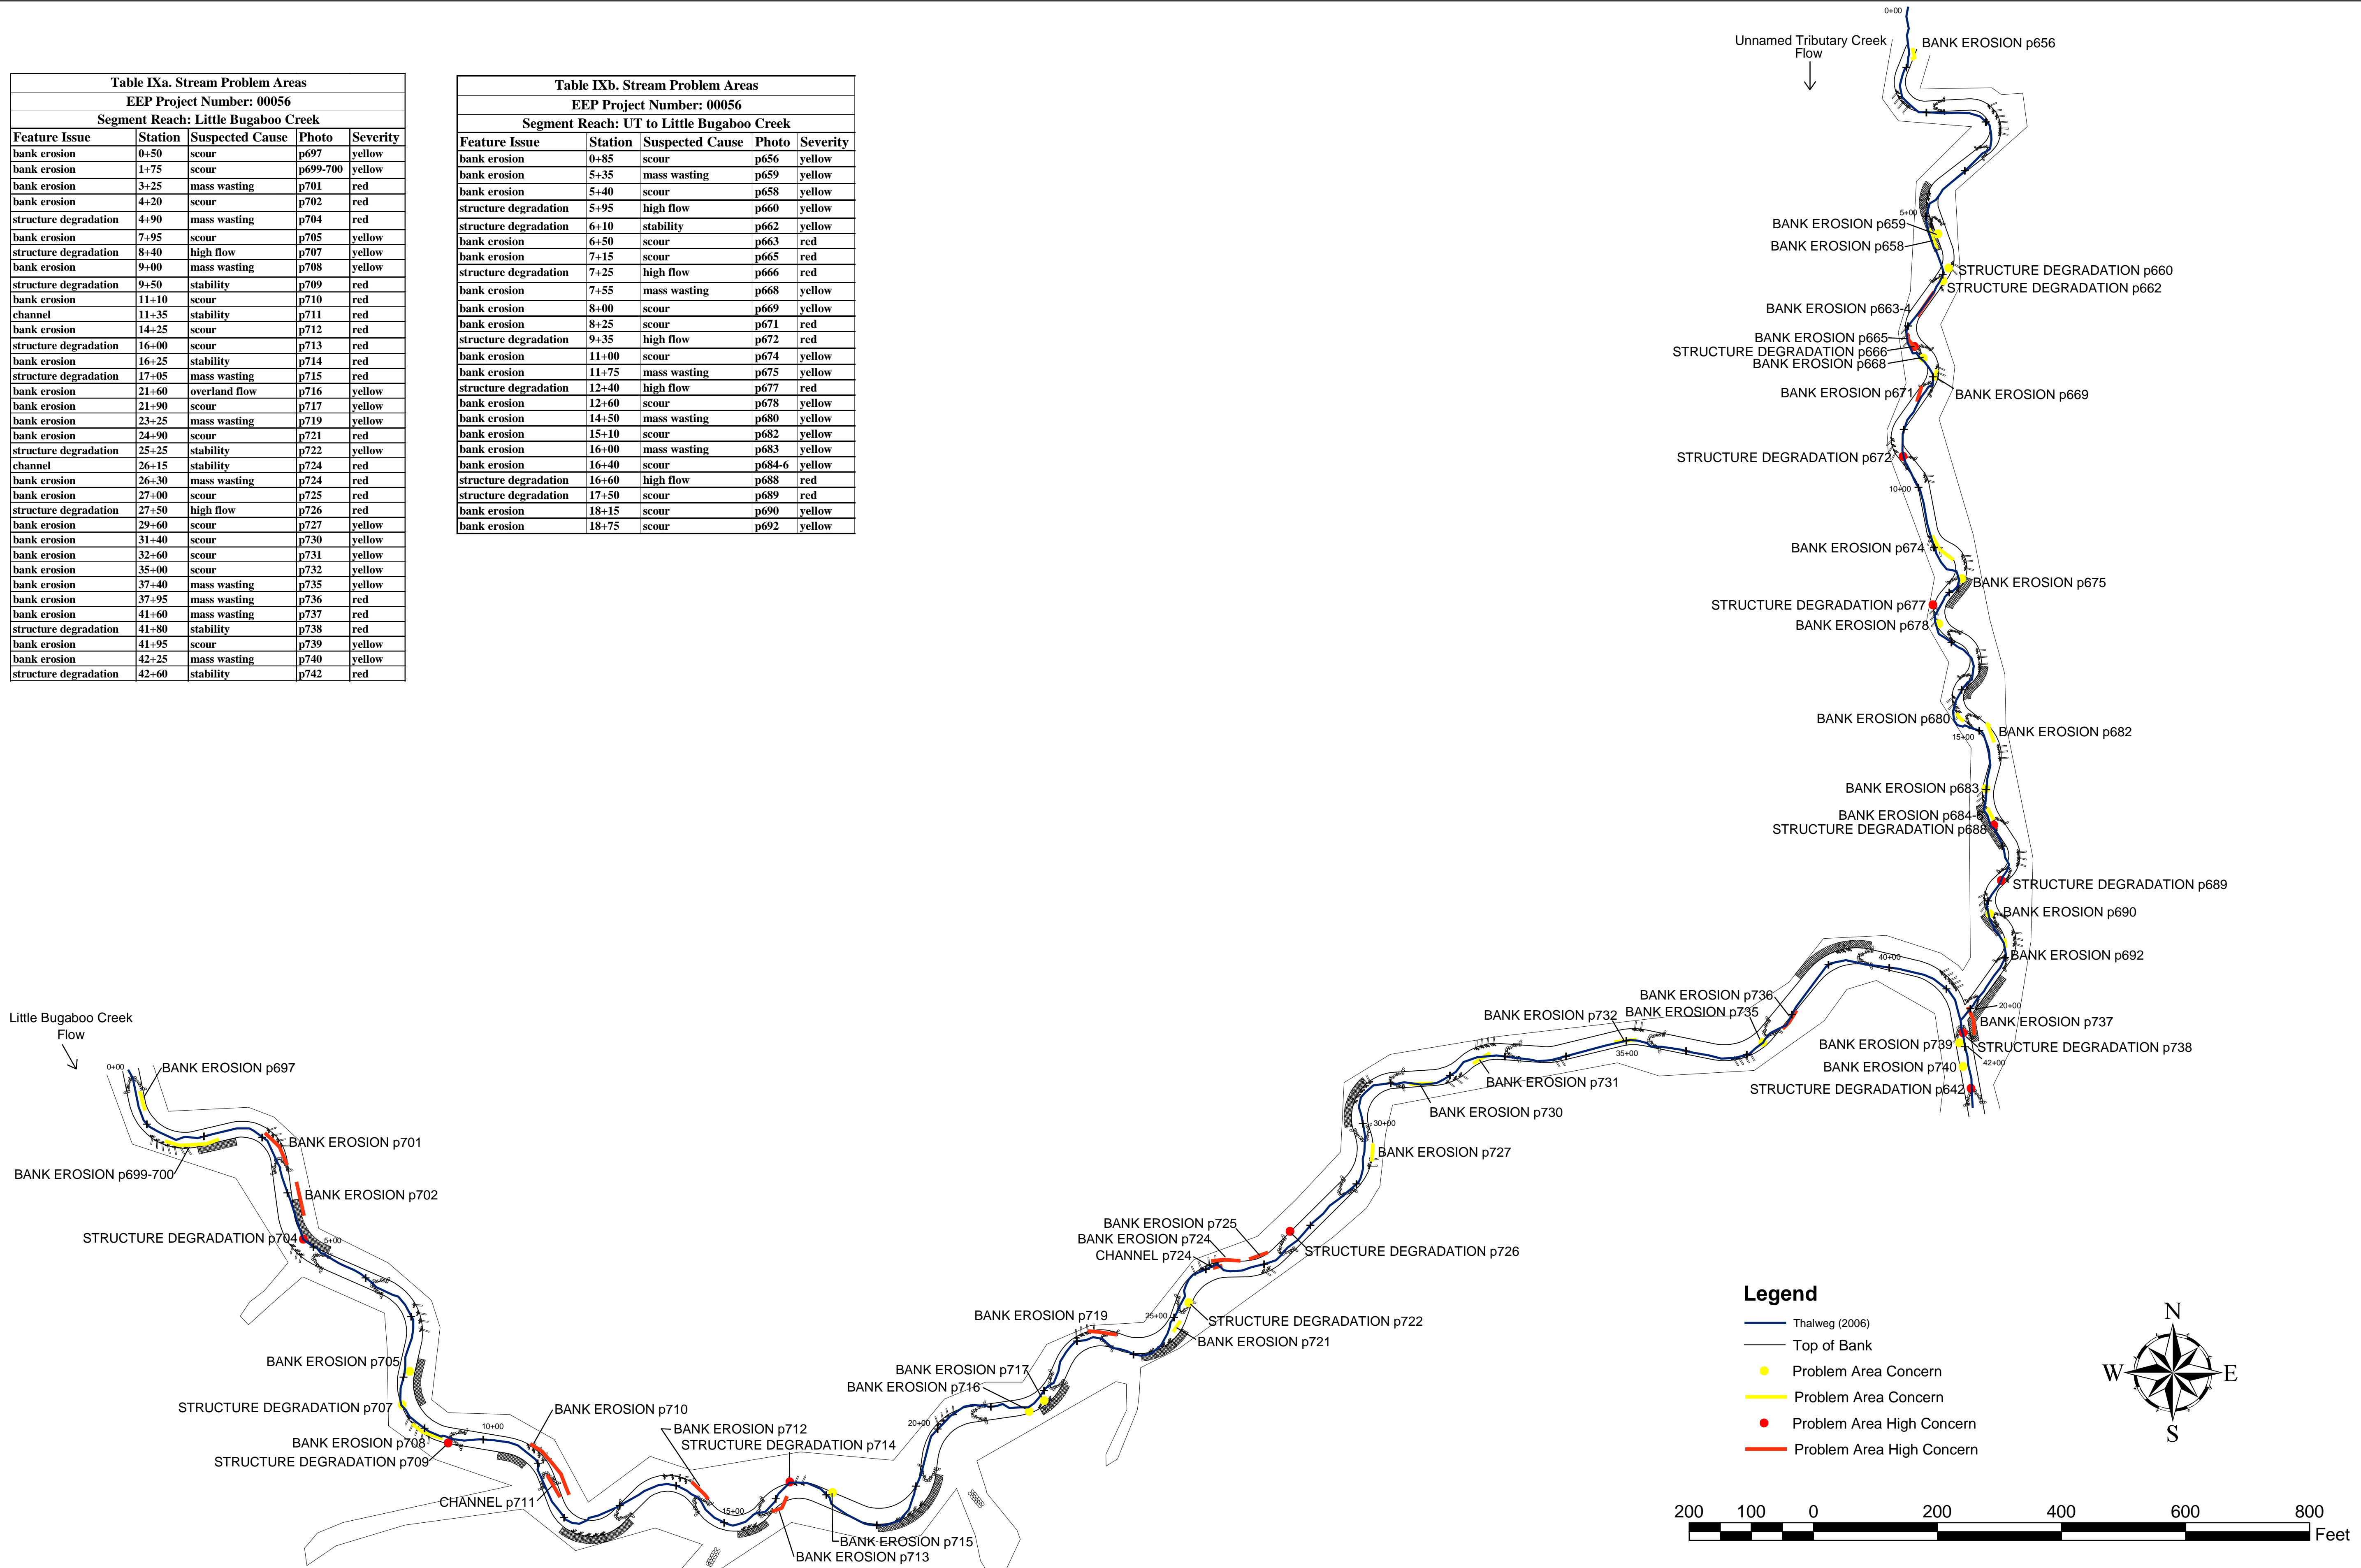 Table IXa. Stream Problem Areas
EEP Project Number: 00056
Segment Reach: Little Bugaboo Creek
Feature Issue Station Suspected Cause Photo Severity
bank erosion 0+50 scour p697 yellow
bank erosion 1+75 scour p699-700 yellow
bank erosion 3+25 mass wasting p701 red
bank erosion 4+20 scour p702 red
structure degradation 4+90 mass wasting p704 red
bank erosion 7+95 scour p705 yellow
structure degradation 8+40 high flow p707 yellow
bank erosion 9+00 mass wasting p708 yellow
structure degradation 9+50 stability p709 red
bank erosion 11+10 scour p710 red
channel 11+35 stability p711 red
bank erosion 14+25 scour p712 red
structure degradation 16+00 scour p713 red
bank erosion 16+25 stability p714 red
structure degradation 17+05 mass wasting p715 red
bank erosion 21+60 overland flow p716 yellow
bank erosion 21+90 scour p717 yellow
bank erosion 23+25 mass wasting p719 yellow
bank erosion 24+90 scour p721 red
structure degradation 25+25 stability p722 yellow
channel 26+15 stability p724 red
bank erosion 26+30 mass wasting p724 red
bank erosion 27+00 scour p725 red
structure degradation 27+50 high flow p726 red
bank erosion 29+60 scour p727 yellow
bank erosion 31+40 scour p730 yellow
bank erosion 32+60 scour p731 yellow
bank erosion 35+00 scour p732 yellow
bank erosion 37+40 mass wasting p735 yellow
bank erosion 37+95 mass wasting p736 red
bank erosion 41+60 mass wasting p737 red
structure degradation 41+80 stability p738 red
bank erosion 41+95 scour p739 yellow
bank erosion 42+25 mass wasting p740 yellow
structure degradation 42+60 stability p742 red
Table IXb. Stream Problem Areas
EEP Project Number: 00056
Segment Reach: UT to Little Bugaboo Creek
Feature Issue Station Suspected Cause Photo Severity
bank erosion 0+85 scour p656 yellow
bank erosion 5+35 mass wasting p659 yellow
bank erosion 5+40 scour p658 yellow
structure degradation 5+95 high flow p660 yellow
structure degradation 6+10 stability p662 yellow
bank erosion 6+50 scour p663 red
bank erosion 7+15 scour p665 red
structure degradation 7+25 high flow p666 red
bank erosion 7+55 mass wasting p668 yellow
bank erosion 8+00 scour p669 yellow
bank erosion 8+25 scour p671 red
structure degradation 9+35 high flow p672 red
bank erosion 11+00 scour p674 yellow
bank erosion 11+75 mass wasting p675 yellow
structure degradation 12+40 high flow p677 red
bank erosion 12+60 scour p678 yellow
bank erosion 14+50 mass wasting p680 yellow
bank erosion 15+10 scour p682 yellow
bank erosion 16+00 mass wasting p683 yellow
bank erosion 16+40 scour p684-6 yellow
structure degradation 16+60 high flow p688 red
structure degradation 17+50 scour p689 red
bank erosion 18+15 scour p690 yellow
bank erosion 18+75 scour p692 yellow
0+00
Unnamed Tributary Creek
Flow
BANK EROSION p656
5+00
BANK EROSION p659
BANK EROSION p658
STRUCTURE DEGRADATION p660
STRUCTURE DEGRADATION p662
BANK EROSION p663-4
BANK EROSION p665
STRUCTURE DEGRADATION p666
BANK EROSION p668
BANK EROSION p671
BANK EROSION p669
STRUCTURE DEGRADATION p672
10+00
BANK EROSION p674
BANK EROSION p675
STRUCTURE DEGRADATION p677
BANK EROSION p678
BANK EROSION p680
BANK EROSION p682
15+00
BANK EROSION p683
BANK EROSION p684-6
STRUCTURE DEGRADATION p688
STRUCTURE DEGRADATION p689
BANK EROSION p690
BANK EROSION p692
20+00
BANK EROSION p737
BANK EROSION p739
STRUCTURE DEGRADATION p738
42+00
BANK EROSION p740
STRUCTURE DEGRADATION p642
40+00
BANK EROSION p736
BANK EROSION p735
BANK EROSION p732
35+00
BANK EROSION p731
BANK EROSION p730
30+00
BANK EROSION p727
BANK EROSION p725
BANK EROSION p724
CHANNEL p724
STRUCTURE DEGRADATION p726
BANK EROSION p719
25+00
STRUCTURE DEGRADATION p722
BANK EROSION p721
BANK EROSION p717
BANK EROSION p716
20+00
Little Bugaboo Creek
Flow
0+00
BANK EROSION p697
BANK EROSION p699-700
BANK EROSION p701
BANK EROSION p702
STRUCTURE DEGRADATION p704
5+00
BANK EROSION p705
STRUCTURE DEGRADATION p707
BANK EROSION p708
STRUCTURE DEGRADATION p709
10+00
BANK EROSION p710
CHANNEL p711
BANK EROSION p712
STRUCTURE DEGRADATION p714
15+00
BANK EROSION p715
BANK EROSION p713
Legend
Thalweg (2006)
Top of Bank
Problem Area Concern
Problem Area Concern
Problem Area High Concern
Problem Area High Concern
N
W E
S
200 100 0 200 400 600 800
Feet